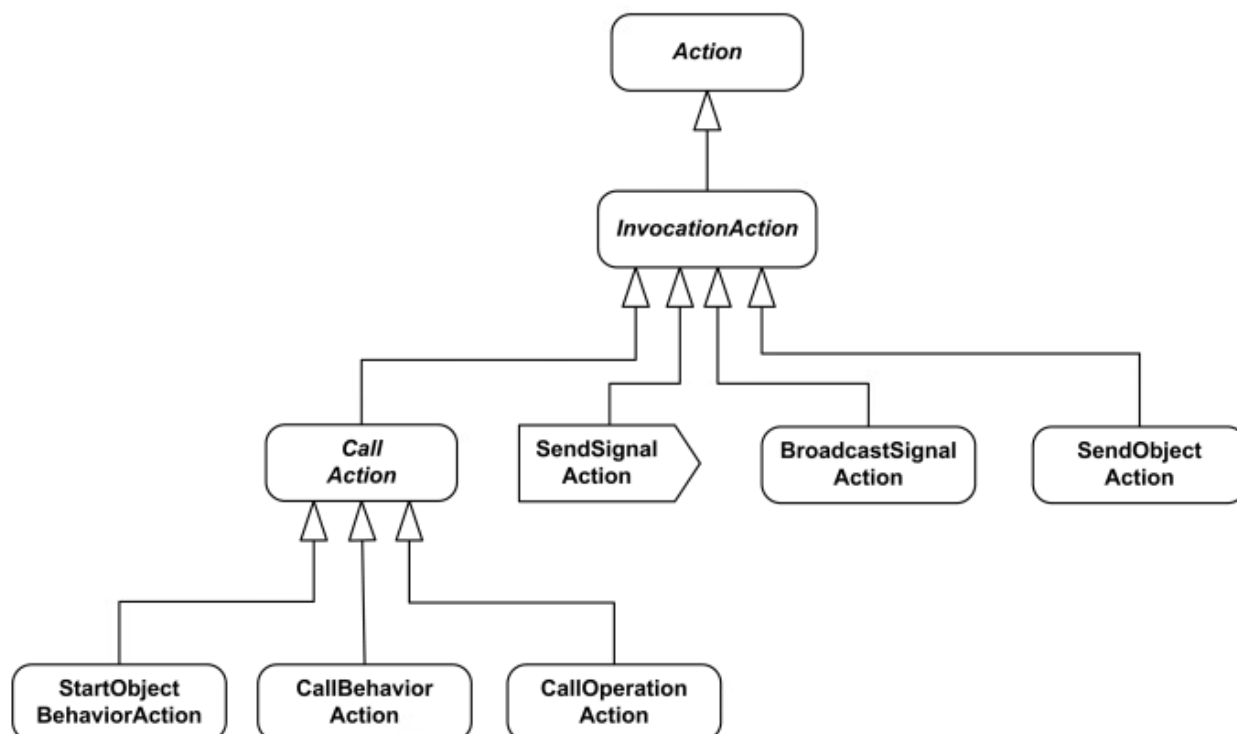 Action
InvocationAction
Call
Action
SendSignal
Action
BroadcastSignal
Action
SendObject
Action
StartObject
BehaviorAction
CallBehavior
Action
CallOperation
Action